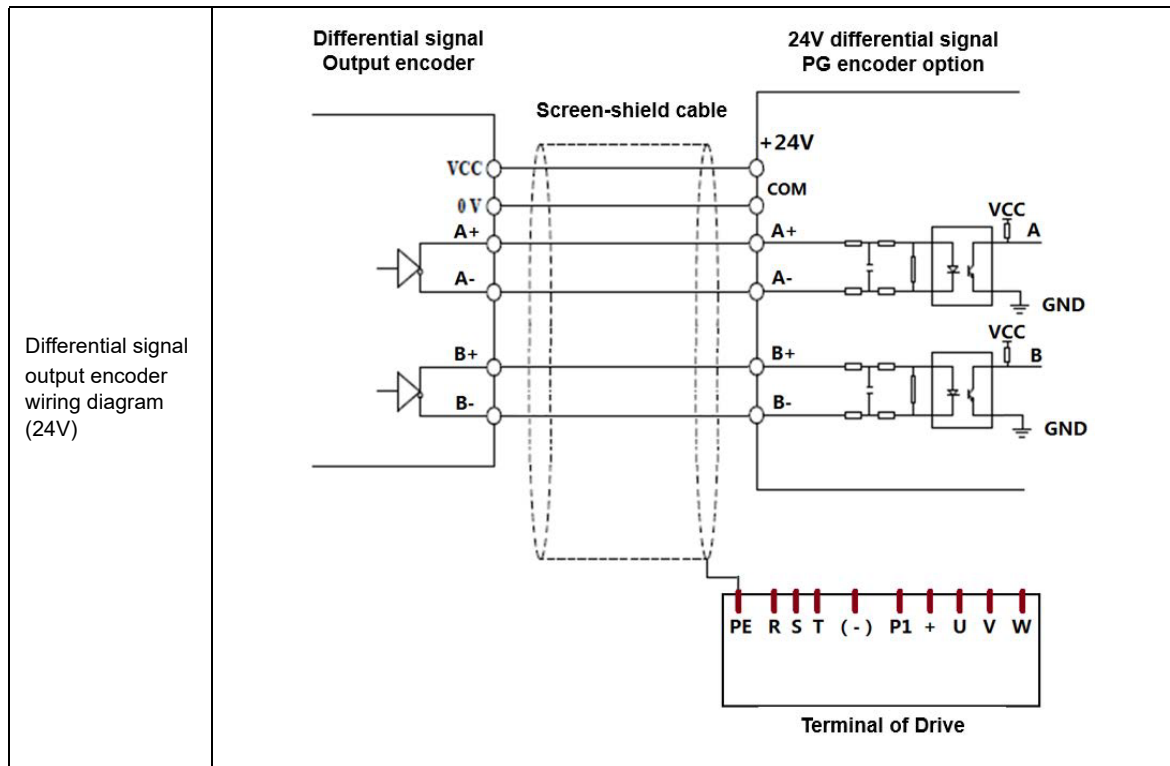 Differential signal
output encoder
wiring diagram
(24V)
Differential signal
Output encoder
24V differential signal
PG encoder option
Screen-shield cable
VCC
0 V
A+
A-
B+
B-
+24V
COM
A+
A-
B+
B-
VCC
A
GND
VCC
B
GND
PE R S T (-) P1 + U V W
Terminal of Drive